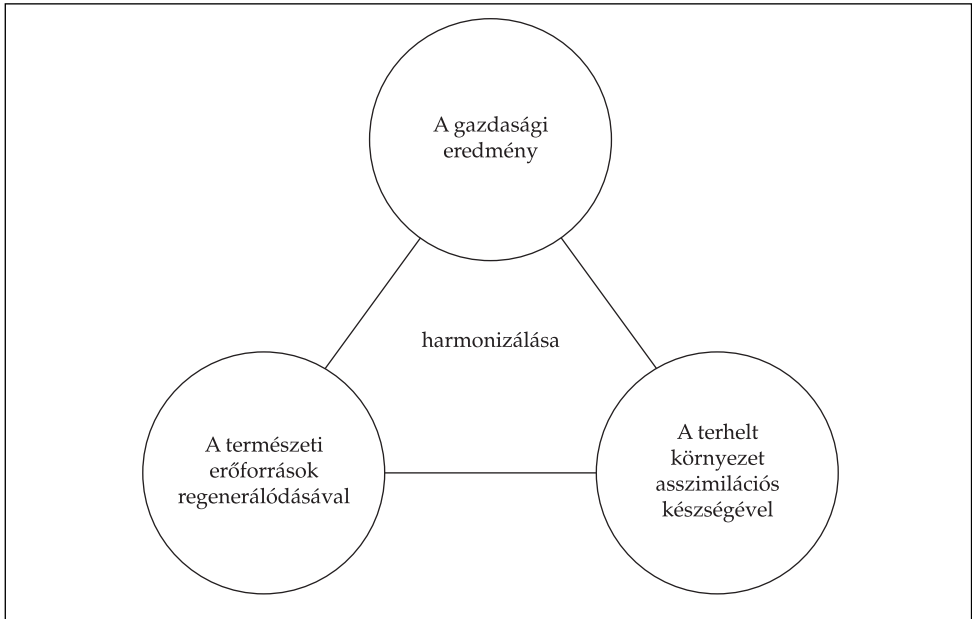 A gazdasági
eredmény
harmonizálása
A természeti
erőforrások
regenerálódásával
A terhelt
környezet
asszimilációs
készségével